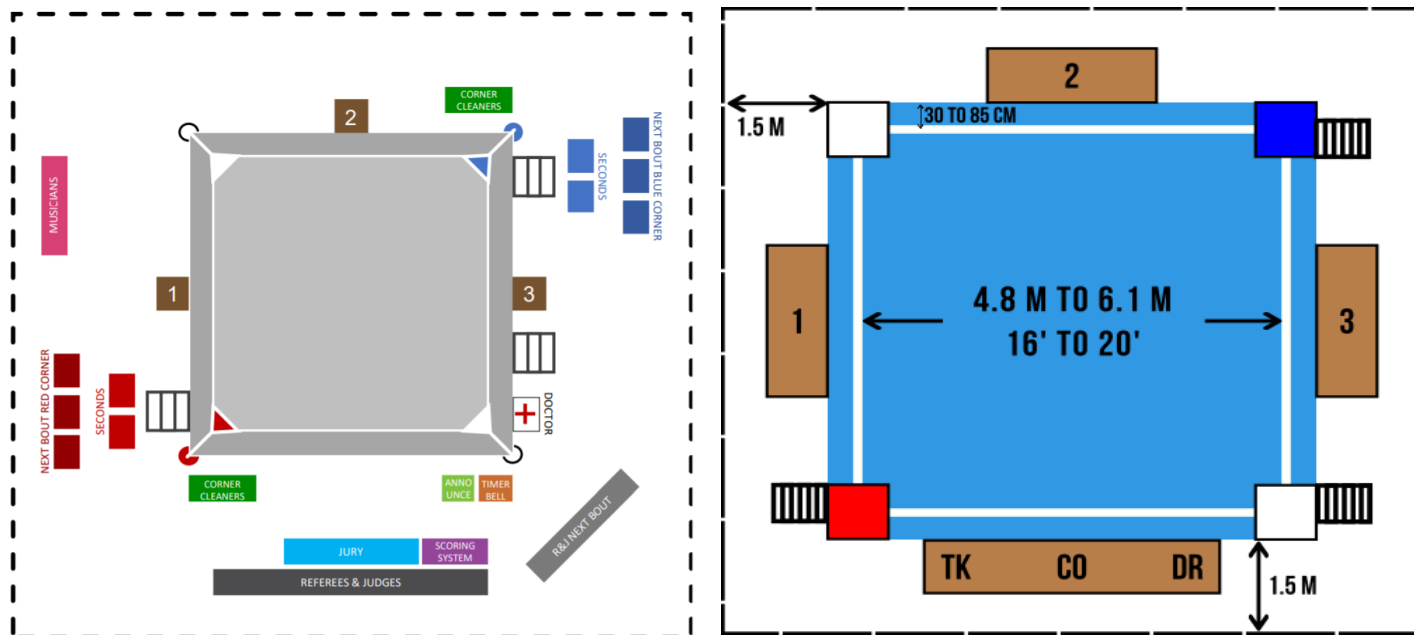 CORNER
CLEANERS
2
NEXT BOUT BLUE CORNER
SECONDS
MUSICIANS
1
3
NEXT BOUT RED CORNER
SECONDS
DOCTOR
CORNER
CLEANERS
ANNO
UNCE
TIMER
BELL
R&J NEXT BOUT
JURY
SCORING
SYSTEM
REFEREES & JUDGES
2
1.5 M
30 TO 85 CM
4.8 M TO 6.1 M
16' TO 20'
1
3
TK CO DR
1.5 M